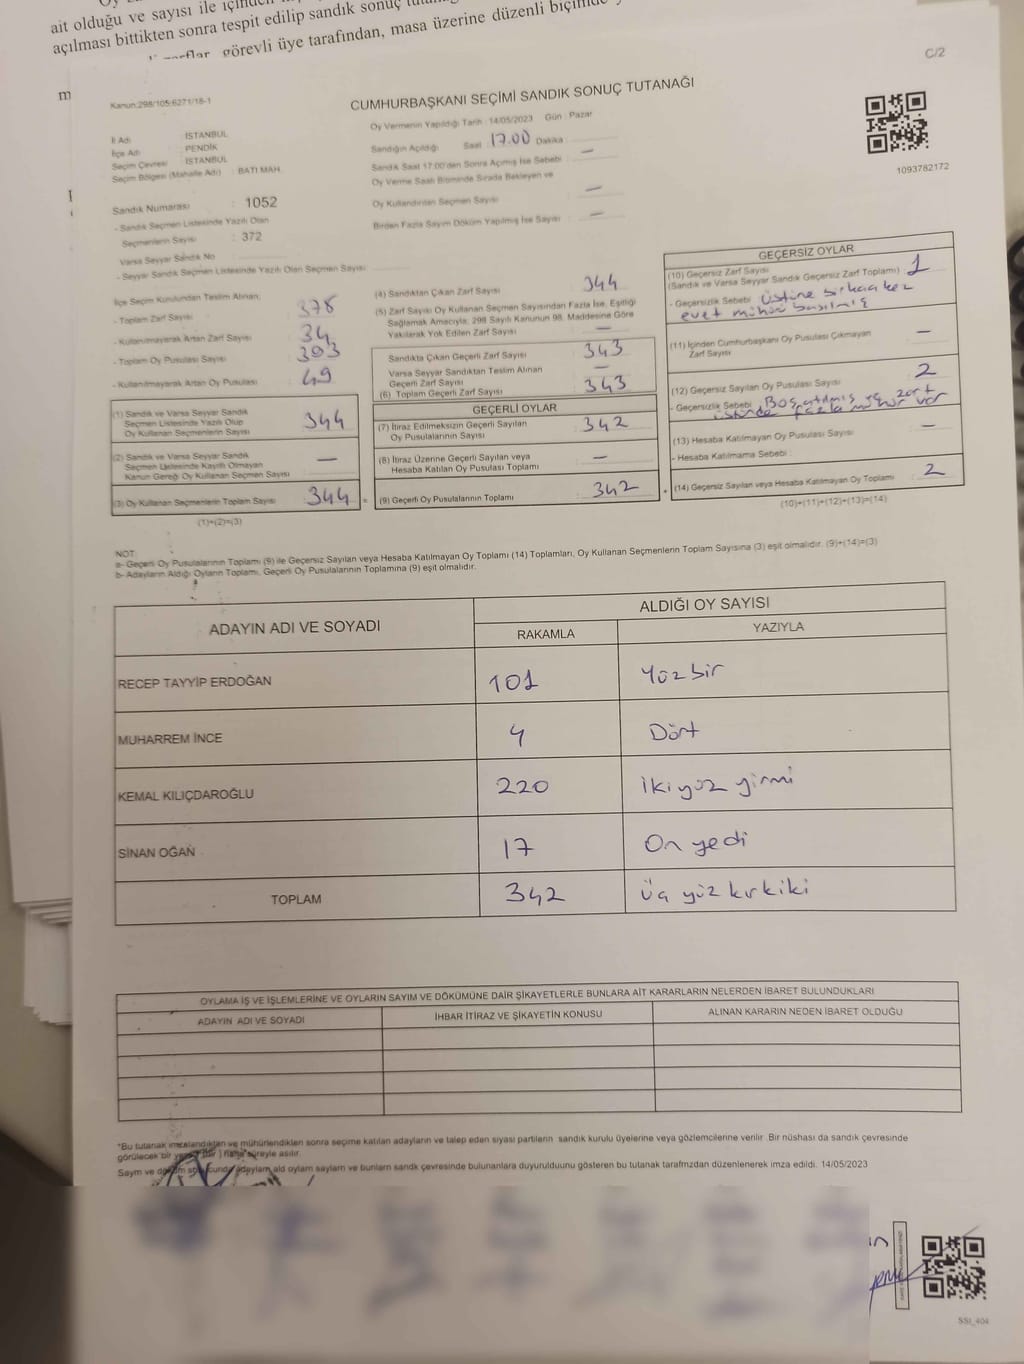 ait olduğu ve sayısı ile
açılması bittikten sonra tespit edilip sandık sonuç
görevli üye tarafından, masa üzerine düzenli biçimde
m
C/2
Kanun:298/105;6271/18-1
CUMHURBAŞKANI SEÇİMİ SANDIK SONUÇ TUTANAĞI
Oy Vermenin Yapıldığı Tarih : 14/05/2023 Gün : Pazar
İl Adı : İSTANBUL
İlçe Adı : PENDİK
Seçim Çevresi : İSTANBUL
Seçim Bölgesi (Mahalle Adı) : BATI MAH.
Sandığın Açıldığı Saat : 17.00 Dakika :
Sandık Saat 17.00'den Sonra Açılmış İse Sebebi : —
Oy Verme Saati Bitiminde Sırada Bekleyen ve
Oy Kullandırılan Seçmen Sayısı : —
Birden Fazla Sayım Döküm Yapılmış İse Sayısı : —
1093782172
Sandık Numarası : 1052
- Sandık Seçmen Listesinde Yazılı Olan
Seçmenlerin Sayısı : 372
Varsa Seyyar Sandık No :
- Seyyar Sandık Seçmen Listesinde Yazılı Olan Seçmen Sayısı :
İlçe Seçim Kurulundan Teslim Alınan;
- Toplam Zarf Sayısı : 378
- Kullanılmayarak Artan Zarf Sayısı : 34
- Toplam Oy Pusulası Sayısı : 393
- Kullanılmayarak Artan Oy Pusulası : 49
(1) Sandık ve Varsa Seyyar Sandık
Seçmen Listesinde Yazılı Olup
Oy Kullanan Seçmenlerin Sayısı : 344
(2) Sandık ve Varsa Seyyar Sandık
Seçmen Listesinde Kayıtlı Olmayan
Kanun Gereği Oy Kullanan Seçmen Sayısı : —
(3) Oy Kullanan Seçmenlerin Toplam Sayısı : 344 =
(1)+(2)=(3)
(4) Sandıktan Çıkan Zarf Sayısı : 344
(5) Zarf Sayısı Oy Kullanan Seçmen Sayısından Fazla İse, Eşitliği
Sağlamak Amacıyla; 298 Sayılı Kanunun 98. Maddesine Göre
Yakılarak Yok Edilen Zarf Sayısı : —
Sandıkta Çıkan Geçerli Zarf Sayısı : 343
Varsa Seyyar Sandıktan Teslim Alınan
Geçerli Zarf Sayısı : —
(6) Toplam Geçerli Zarf Sayısı : 343
GEÇERLİ OYLAR
(7) İtiraz Edilmeksizin Geçerli Sayılan
Oy Pusulalarının Sayısı : 342
(8) İtiraz Üzerine Geçerli Sayılan veya
Hesaba Katılan Oy Pusulası Toplamı : —
(9) Geçerli Oy Pusulalarının Toplamı : 342 +
GEÇERSİZ OYLAR
(10) Geçersiz Zarf Sayısı
(Sandık ve Varsa Seyyar Sandık Geçersiz Zarf Toplamı) : 1
- Geçersizlik Sebebi : üstüne birkaç kez
evet mührü basılmış
(11) İçinden Cumhurbaşkanı Oy Pusulası Çıkmayan
Zarf Sayısı : —
(12) Geçersiz Sayılan Oy Pusulası Sayısı : 2
- Geçersizlik Sebebi : Boş atılmış ve zarf
üstünde fazla mühür var
(13) Hesaba Katılmayan Oy Pusulası Sayısı : —
- Hesaba Katılmama Sebebi :
(14) Geçersiz Sayılan veya Hesaba Katılmayan Oy Toplamı : 2
(10)+(11)+(12)+(13)=(14)
NOT:
a- Geçerli Oy Pusulalarının Toplamı (9) ile Geçersiz Sayılan veya Hesaba Katılmayan Oy Toplamı (14) Toplamları, Oy Kullanan Seçmenlerin Toplam Sayısına (3) eşit olmalıdır. (9)+(14)=(3)
b- Adayların Aldığı Oyların Toplamı, Geçerli Oy Pusulalarının Toplamına (9) eşit olmalıdır.
ADAYIN ADI VE SOYADI
ALDIĞI OY SAYISI
RAKAMLA YAZIYLA
RECEP TAYYİP ERDOĞAN 101 Yüz bir
MUHARREM İNCE 4 Dört
KEMAL KILIÇDAROĞLU 220 İki yüz yirmi
SİNAN OĞAN 17 On yedi
TOPLAM 342 Üç yüz kırkiki
OYLAMA İŞ VE İŞLEMLERİNE VE OYLARIN SAYIM VE DÖKÜMÜNE DAİR ŞİKAYETLERLE BUNLARA AİT KARARLARIN NELERDEN İBARET BULUNDUKLARI
ADAYIN ADI VE SOYADI İHBAR İTİRAZ VE ŞİKAYETİN KONUSU ALINAN KARARIN NEDEN İBARET OLDUĞU
*Bu tutanak imzalandıktan ve mühürlendikten sonra seçime katılan adayların ve talep eden siyasi partilerin sandık kurulu üyelerine veya gözlemcilerine verilir. Bir nüshası da sandık çevresinde
görülecek bir yere bir hafta süreyle asılır.
oylam sayılam ve bunların sandık çevresinde bulunanlara duyurulduunu gösteren bu tutanak tarafmzdan düzenlenerek imza edildi. 14/05/2023
SSI_404